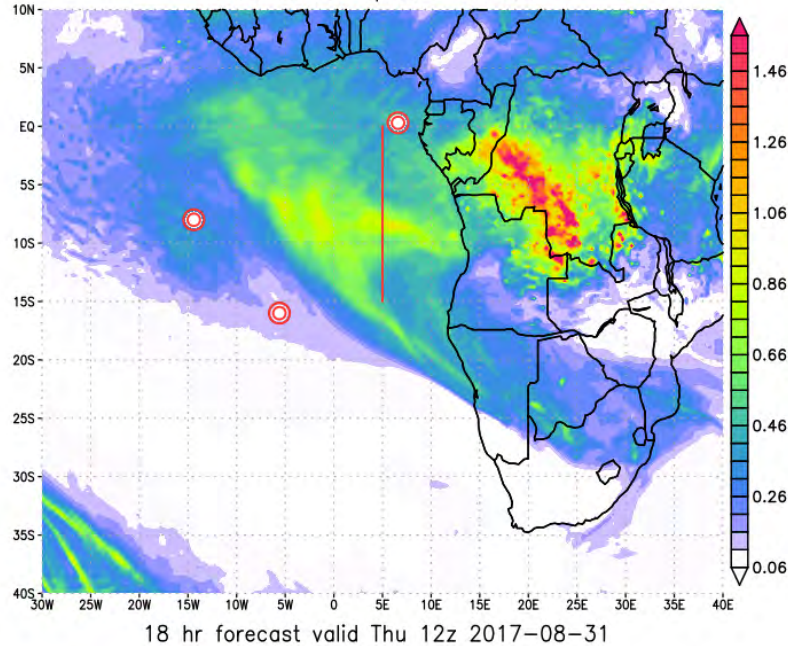 10N
5N
EQ
5S
10S
15S
20S
25S
30S
35S
40S
30W 25W 20W 15W 10W 5W 0 5E 10E 15E 20E 25E 30E 35E 40E
1.46
1.26
1.06
0.86
0.66
0.46
0.26
0.06
18 hr forecast valid Thu 12z 2017-08-31